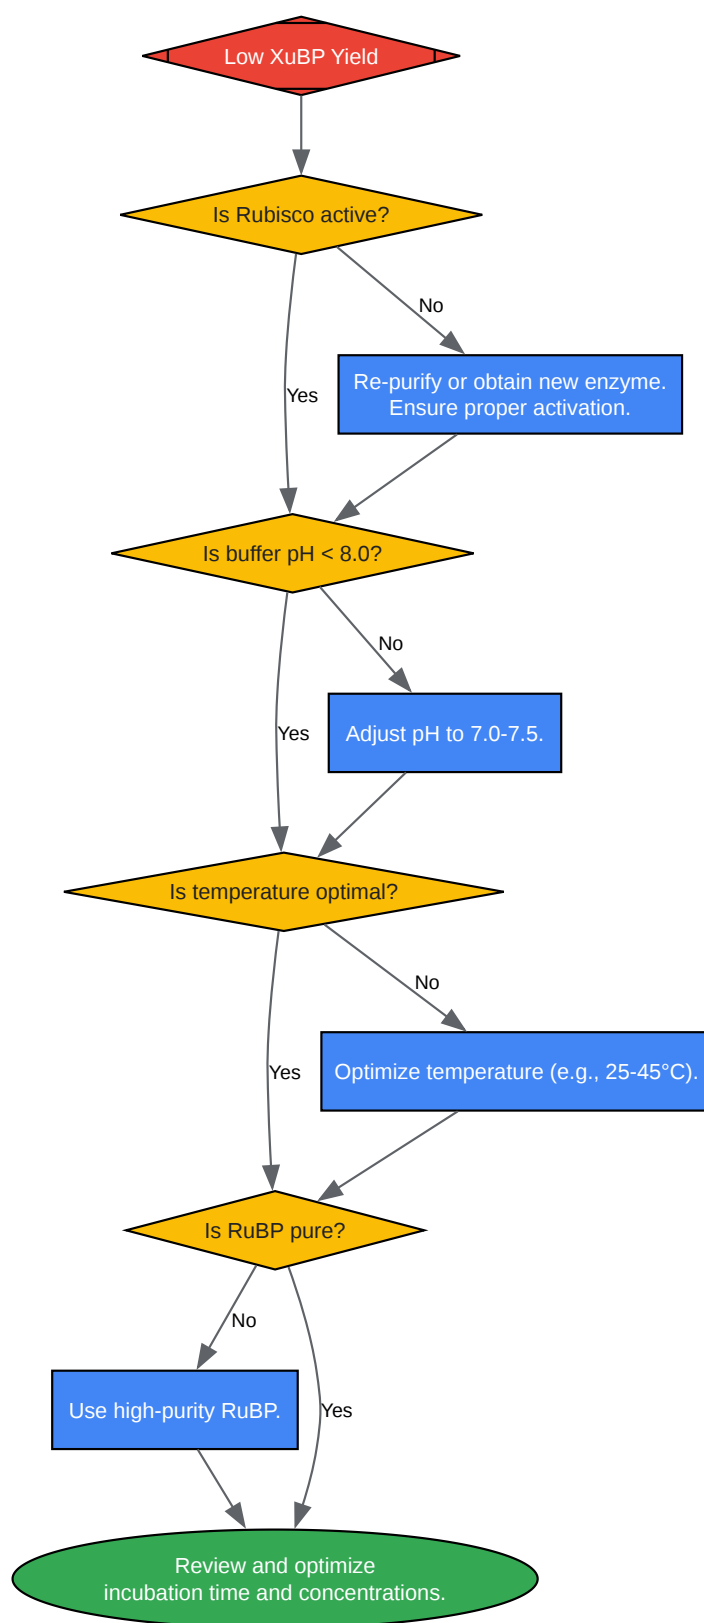 Low XuBP Yield
Is Rubisco active?
No
Re-purify or obtain new enzyme.
Ensure proper activation.
Yes
Is buffer pH < 8.0?
No
Adjust pH to 7.0-7.5.
Yes
Is temperature optimal?
No
Optimize temperature (e.g., 25-45°C).
Yes
Is RuBP pure?
No
Use high-purity RuBP.
Yes
Review and optimize
incubation time and concentrations.